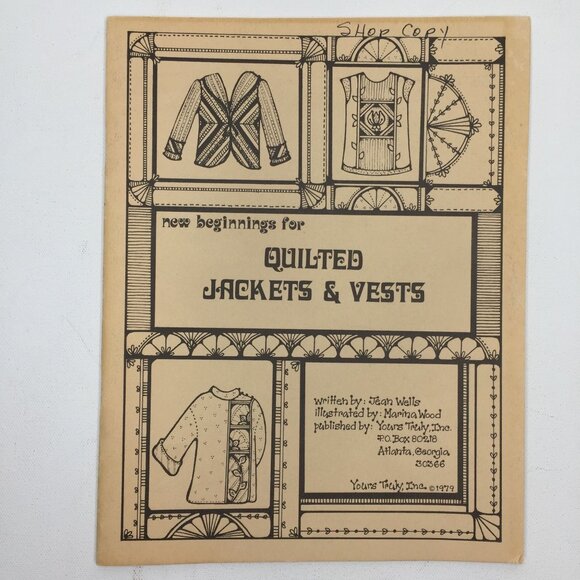 SHOP COPY
new beginnings for
QUILTED
JACKETS & VESTS
written by: Jean Wells
illustrated by: Marina Wood
published by: Yours Truly, Inc.
P.O. Box 80218
Atlanta, Georgia
30366
Yours Truly, Inc. ©1979